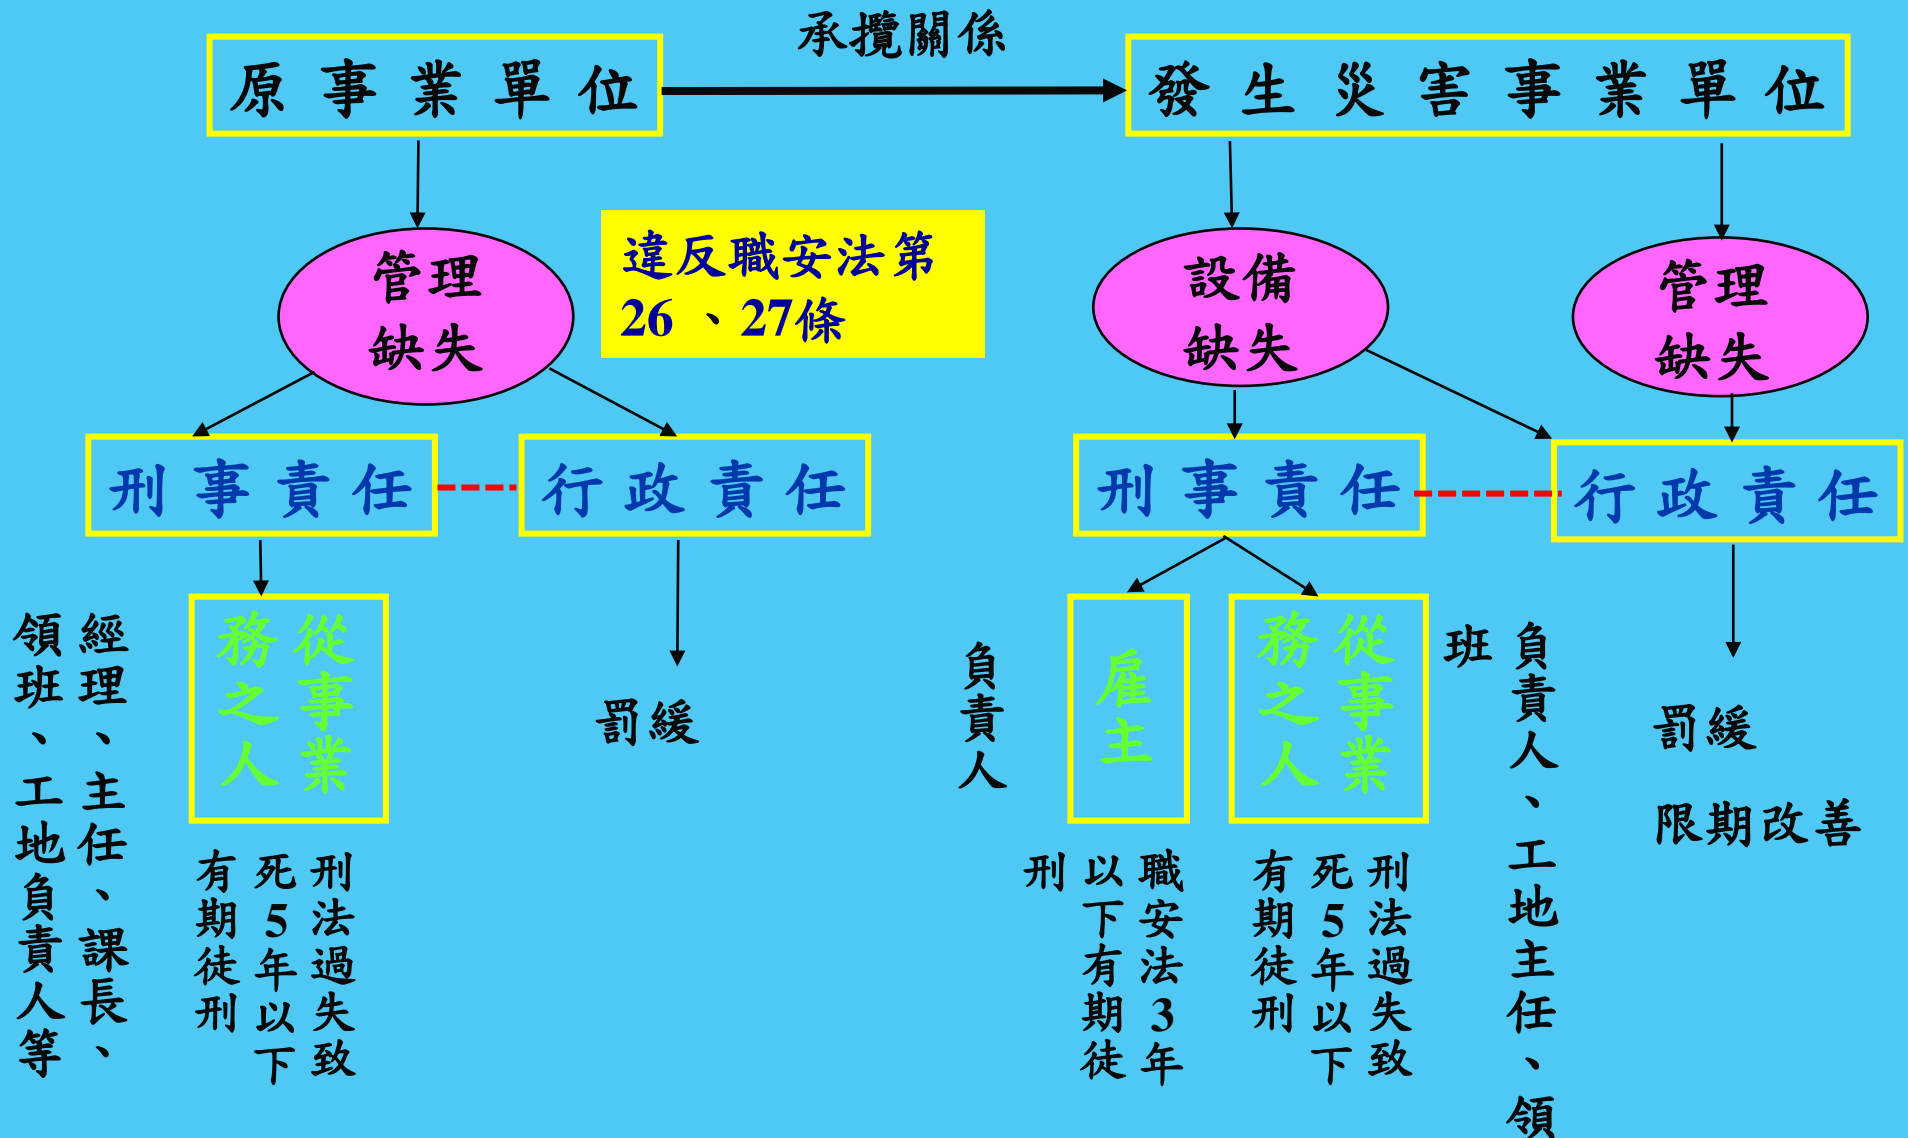 承攬關係
原事業單位
發生災害事業單位
管理
缺失
違反職安法第
26、27條
設備
缺失
管理
缺失
刑事責任
行政責任
刑事責任
行政責任
經理、主任、課長、
領班、工地負責人等
從事業
務之人
刑法過失致
死5年以下
有期徒刑
罰緩
負責人
雇主
職安法3年
以下有期徒
刑
從事業
務之人
刑法過失致
死5年以下
有期徒刑
負責人、工地主任、領
班
罰緩
限期改善